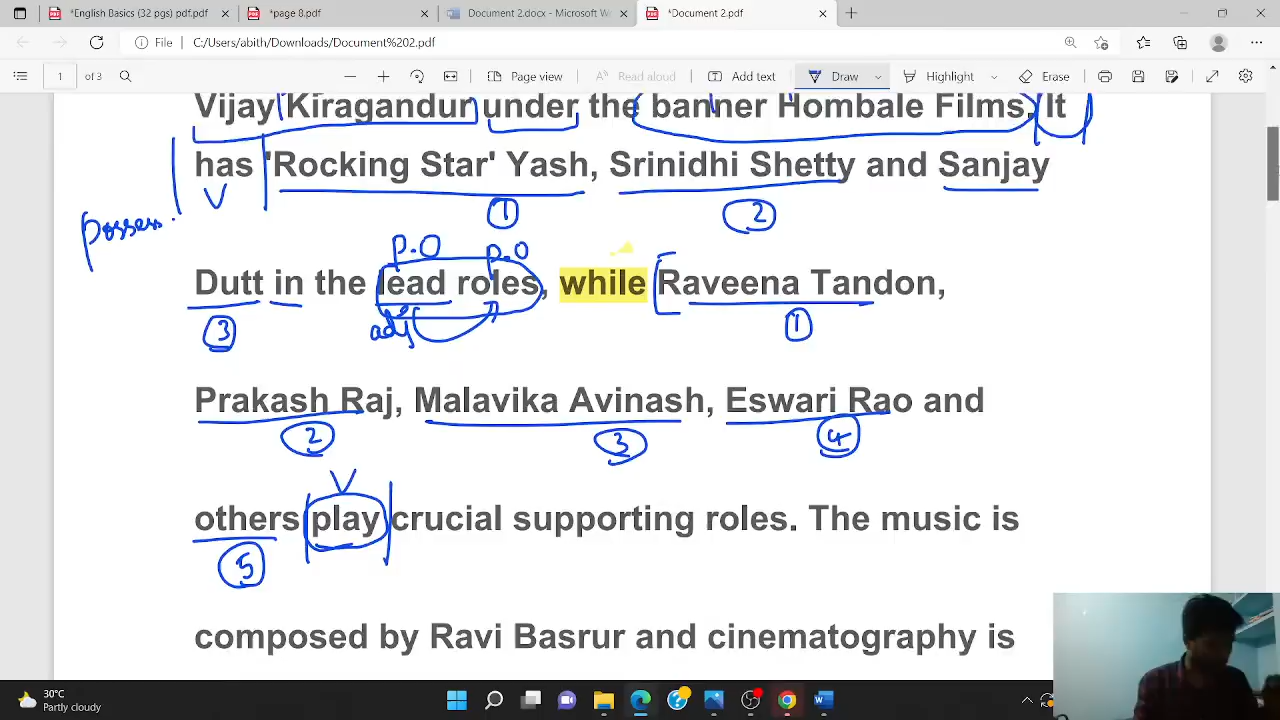 *English Basics (32 pgs) pdf.pdf
*page 8.pdf
Document 2.docx - Microsoft W
*Document 2.pdf
File C:/Users/abith/Downloads/Document%202.pdf
1 of 2 Page view Read aloud Add text Draw Highlight Erase
Vijay Kiragandur under the banner Hombale Films. It
has 'Rocking Star' Yash, Srinidhi Shetty and Sanjay
V
possess
1 2
p.O p.O
Dutt in the lead roles, while Raveena Tandon,
3 adj 1
Prakash Raj, Malavika Avinash, Eswari Rao and
2 3 4
V
others play crucial supporting roles. The music is
5
composed by Ravi Basrur and cinematography is
30°C
Partly cloudy